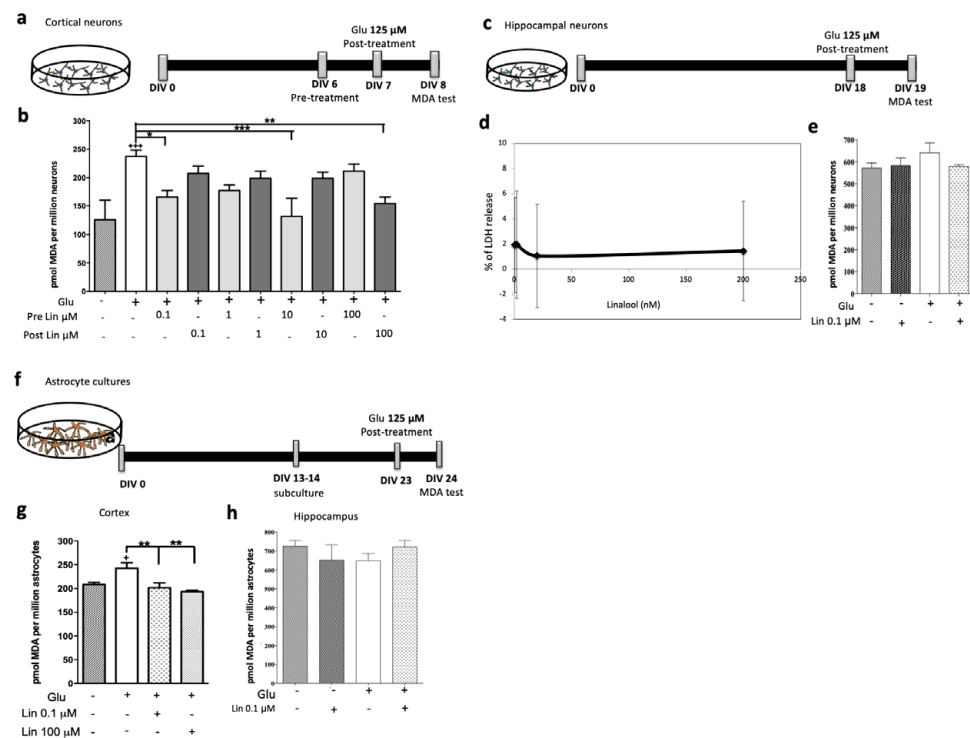 a Cortical neurons
Glu 125 µM
Post-treatment
DIV 0 DIV 6 DIV 7 DIV 8
Pre-treatment MDA test
c Hippocampal neurons
Glu 125 µM
Post-treatment
DIV 0 DIV 18 DIV 19
MDA test
b
pmol MDA per million neurons
300
250
200
150
100
50
0
**
***
*
+++
Glu - + + + + + + + + +
Pre Lin µM - - 0.1 - 1 - 10 - 100 -
Post Lin µM - - - 0.1 - 1 - 10 - 100
d
% of LDH release
10
8
6
4
2
0
-2
-4
0 50 100 150 200 250
Linalool (nM)
e
pmol MDA per million neurons
700
600
500
400
300
200
100
0
Glu - - + +
Lin 0.1 µM - + - +
f Astrocyte cultures
Glu 125 µM
Post-treatment
DIV 0 DIV 13-14 DIV 23 DIV 24
subculture MDA test
g Cortex
pmol MDA per million astrocytes
300
250
200
150
100
50
0
** **
+
Glu - + + +
Lin 0.1 µM - - + -
Lin 100 µM - - - +
h Hippocampus
pmol MDA per million astrocytes
800
700
600
500
400
300
200
100
0
Glu - - + +
Lin 0.1 µM - + - +